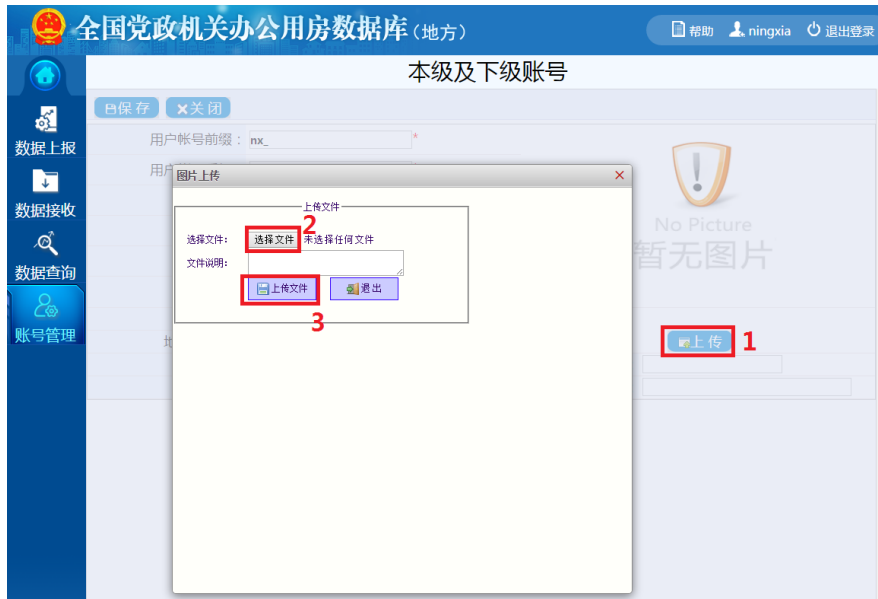 全国党政机关办公用房数据库(地方)
帮助 ningxia 退出登录
本级及下级账号
保存 ×关闭
数据上报
数据接收
数据查询
账号管理
用户帐号前缀： nx_ *
用户
图片上传 ×
上传文件
2
选择文件： 选择文件 未选择任何文件
文件说明：
上传文件 退出
3
No Picture
暂无图片
地
上传 1